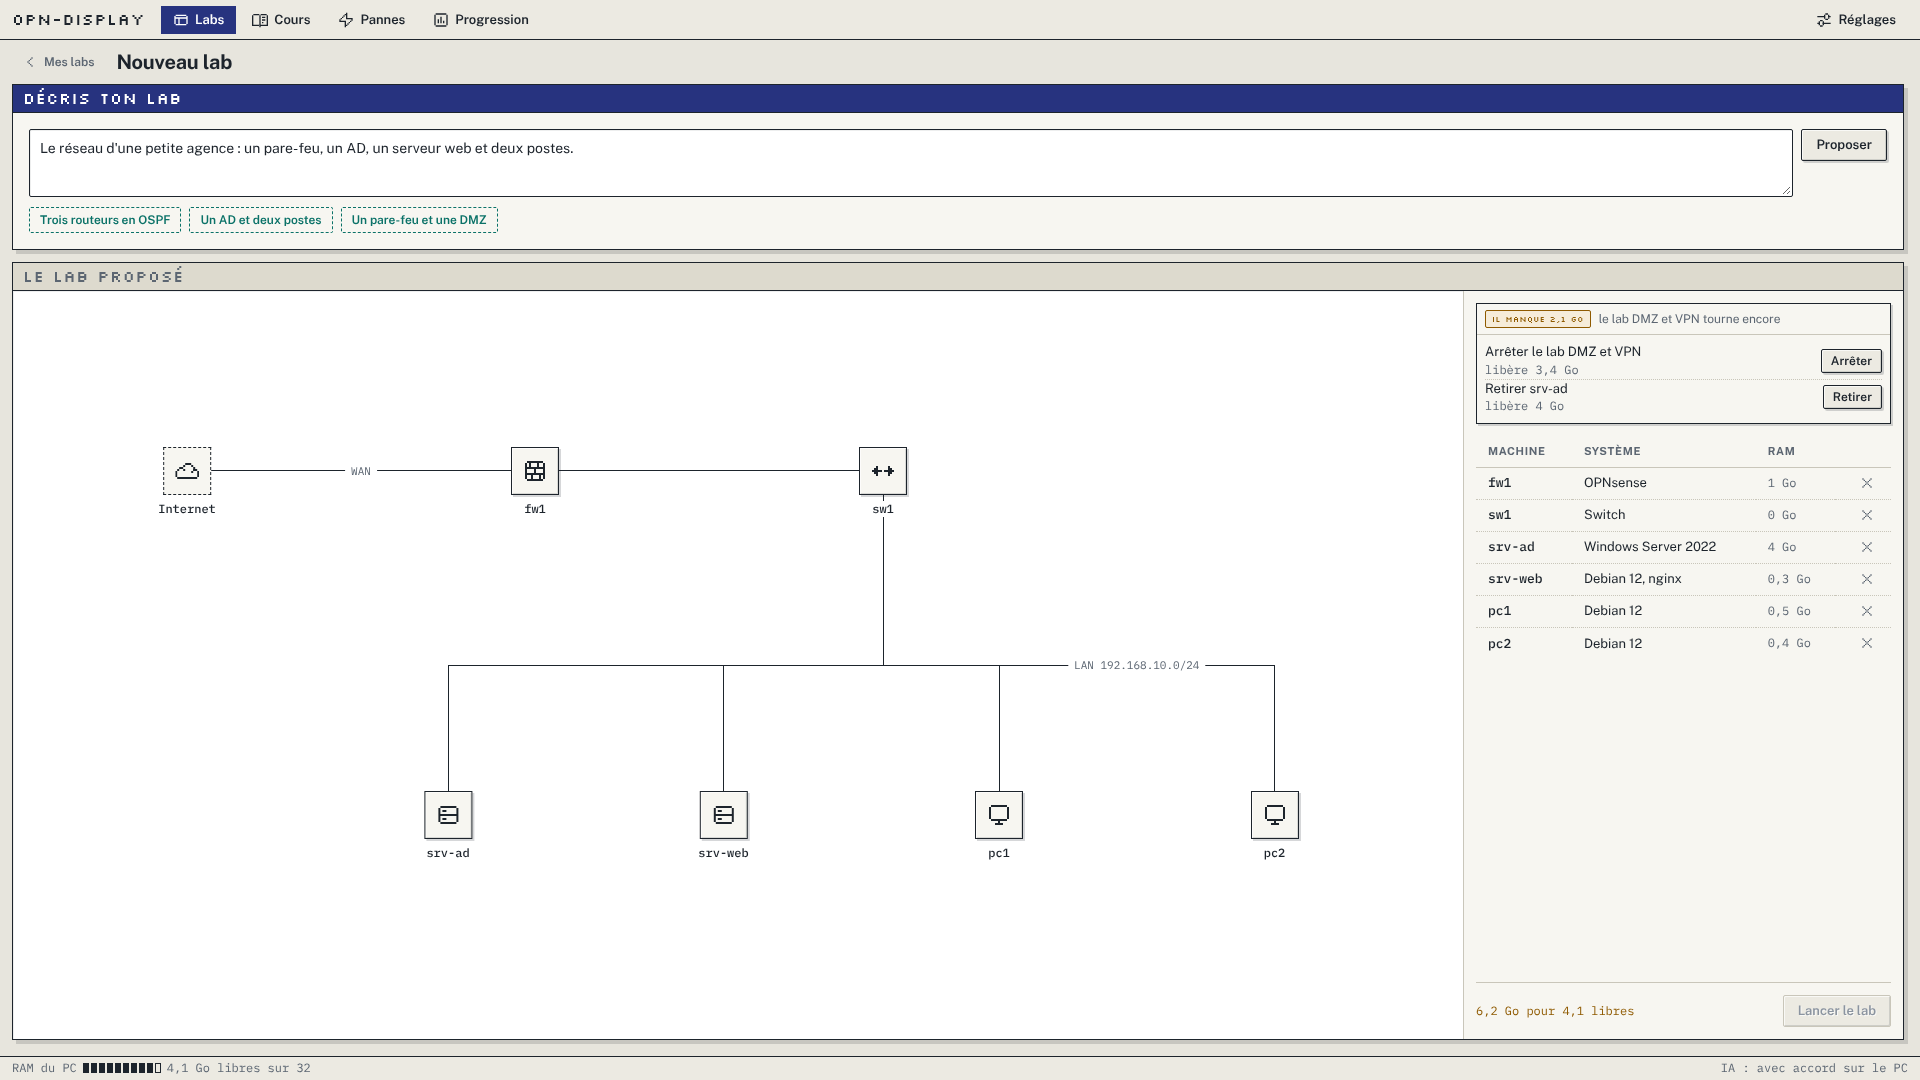 OPN-DISPLAY Labs Cours Pannes Progression Réglages
Mes labs Nouveau lab
DÉCRIS TON LAB
Le réseau d'une petite agence : un pare-feu, un AD, un serveur web et deux postes.
Proposer
Trois routeurs en OSPF Un AD et deux postes Un pare-feu et une DMZ
LE LAB PROPOSÉ
WAN
Internet fw1 sw1
LAN 192.168.10.0/24
srv-ad srv-web pc1 pc2
IL MANQUE 2,1 GO le lab DMZ et VPN tourne encore
Arrêter le lab DMZ et VPN
libère 3,4 Go
Arrêter
Retirer srv-ad
libère 4 Go
Retirer
MACHINE SYSTÈME RAM
fw1 OPNsense 1 Go
sw1 Switch 0 Go
srv-ad Windows Server 2022 4 Go
srv-web Debian 12, nginx 0,3 Go
pc1 Debian 12 0,5 Go
pc2 Debian 12 0,4 Go
6,2 Go pour 4,1 libres Lancer le lab
RAM du PC 4,1 Go libres sur 32 IA : avec accord sur le PC